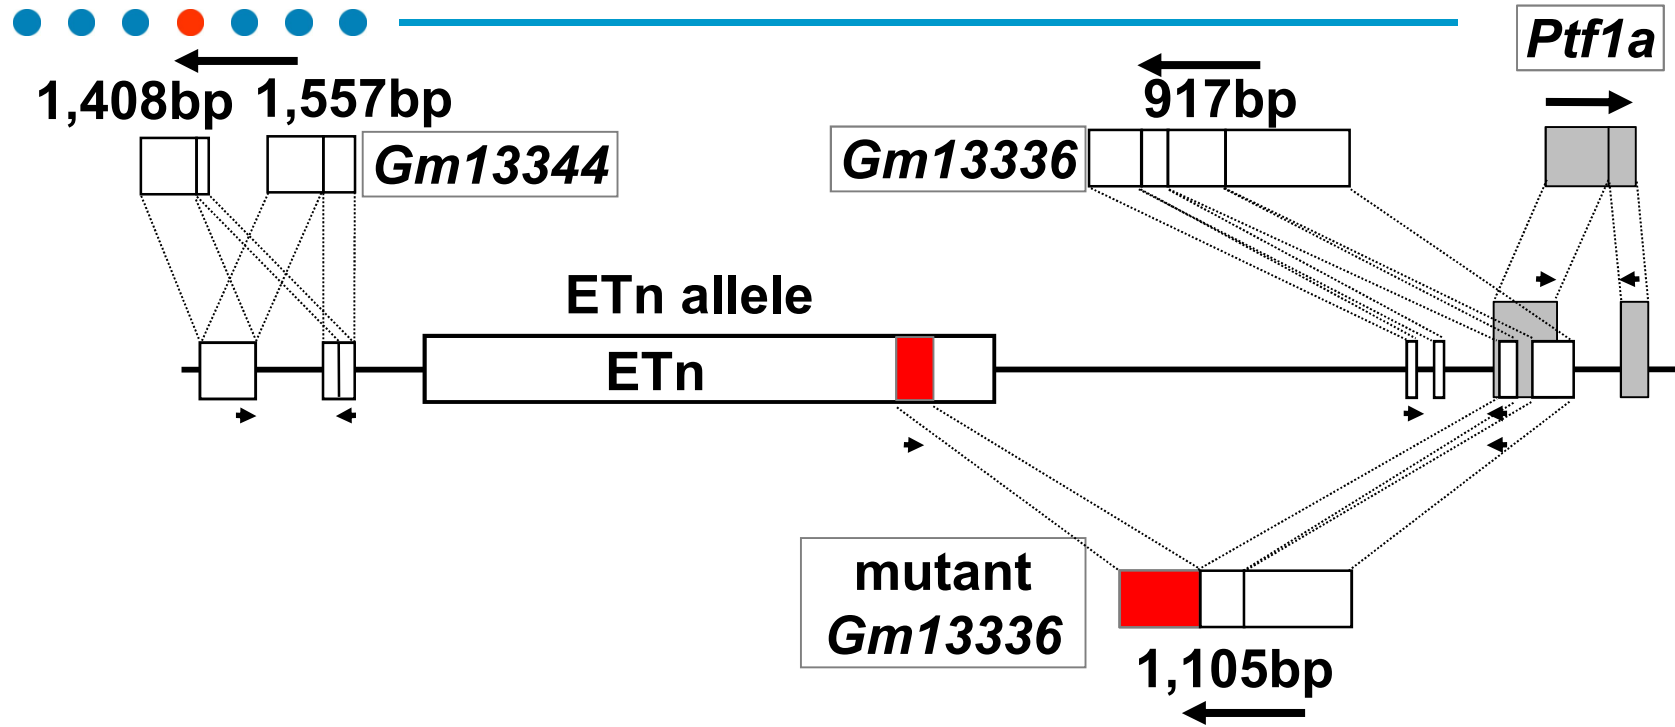 Ptf1a
1,408bp 1,557bp
917bp
Gm13344
Gm13336
ETn allele
ETn
mutant
Gm13336
1,105bp